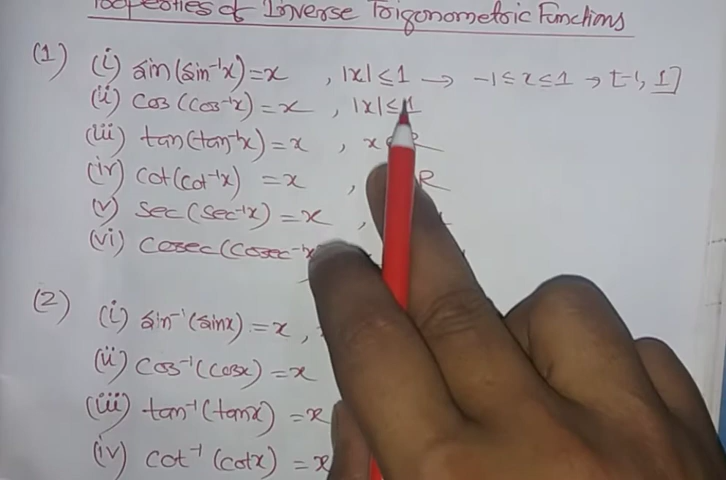 Properties of Inverse Trigonometric Functions
(1) (i) sin(sin⁻¹x)=x , |x|≤1 → -1≤x≤1 → [-1, 1]
(ii) cos(cos⁻¹x)=x , |x|≤1
(iii) tan(tan⁻¹x)=x , x R
(iv) cot(cot⁻¹x) =x , R
(v) sec(sec⁻¹x)=x ,
(vi) cosec(cosec⁻¹x
(2) (i) sin⁻¹(sinx)=x ,
(ii) cos⁻¹(cosx)=x
(iii) tan⁻¹(tanx)=x
(iv) cot⁻¹(cotx)=x